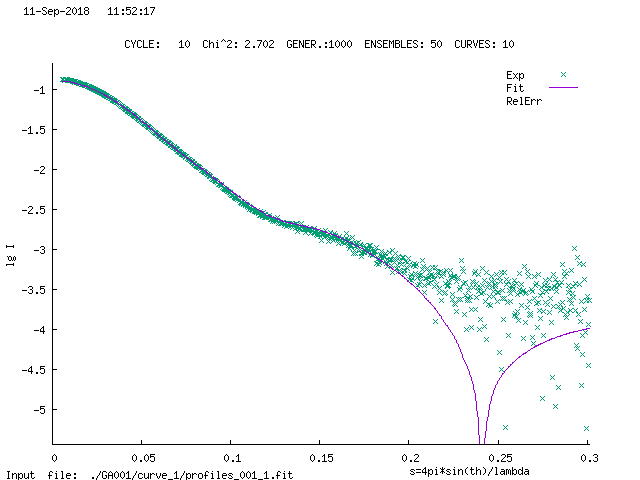 11-Sep-2018 11:52:17
CYCLE: 10 Chi^2: 2.702 GENER.:1000 ENSEMBLES: 50 CURVES: 10
Exp
Fit
RelErr
-1
-1.5
-2
-2.5
-3
-3.5
-4
-4.5
-5
lg I
0 0.05 0.1 0.15 0.2 0.25 0.3
s=4pi*sin(th)/lambda
Input file: ./GA001/curve_1/profiles_001_1.fit